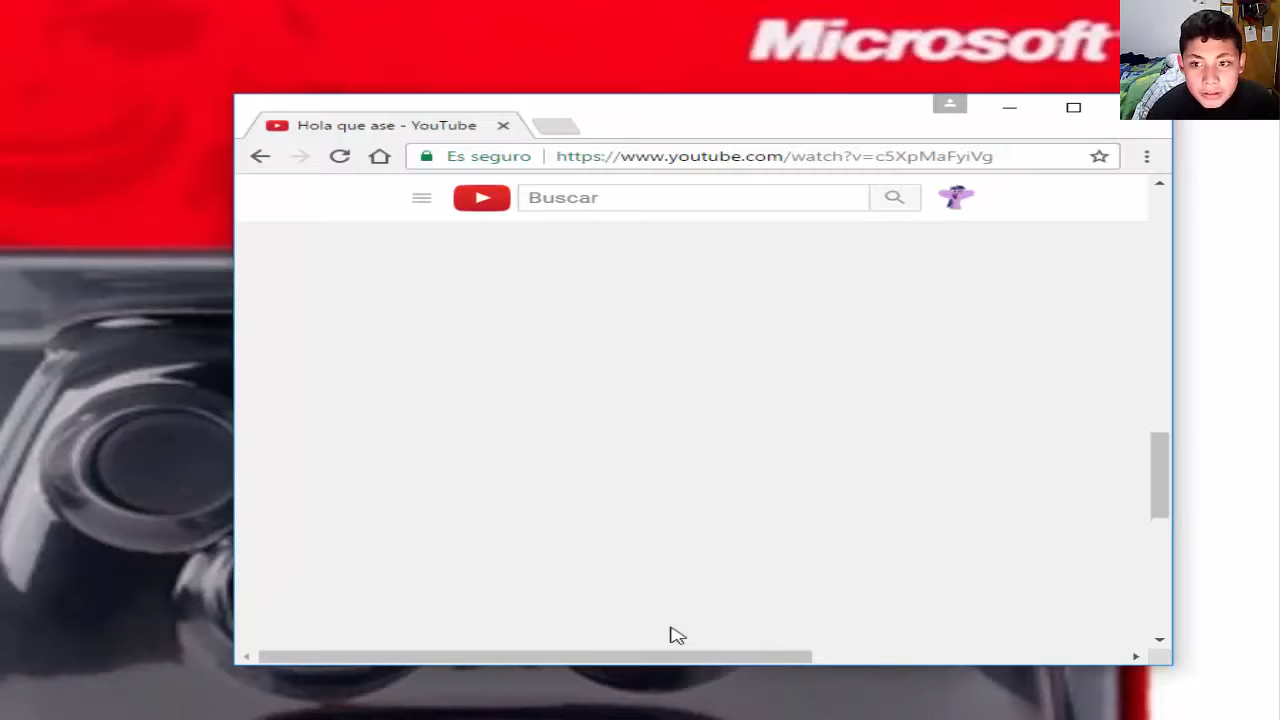 Microsoft
Hola que ase - YouTube
Es seguro
https://www.youtube.com/watch?v=c5XpMaFyiVg
Buscar